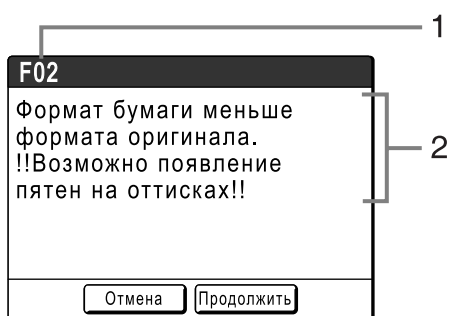 1
F02
Формат бумаги меньше
формата оригинала.
!!Возможно появление
пятен на оттисках!!
2
Отмена Продолжить